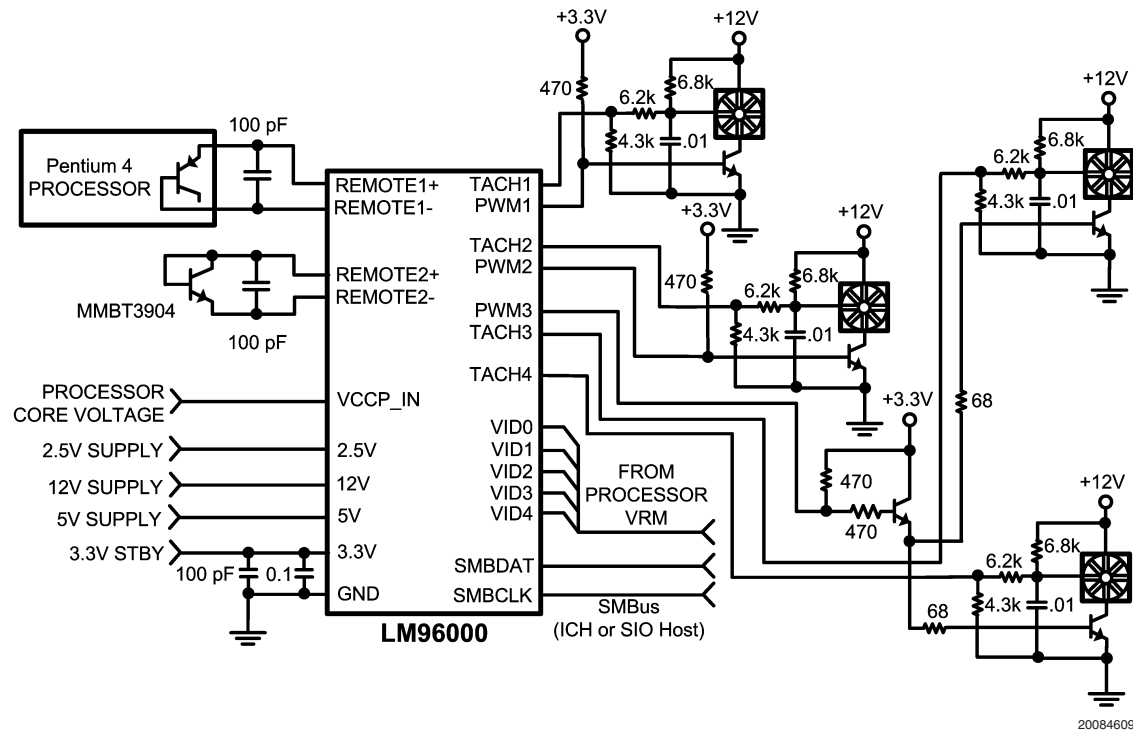 +3.3V
+12V
470
6.2k
6.8k
4.3k
.01
100 pF
Pentium 4
PROCESSOR
REMOTE1+
REMOTE1-
TACH1
PWM1
+3.3V
+12V
TACH2
PWM2
470
6.2k
6.8k
4.3k
.01
REMOTE2+
REMOTE2-
MMBT3904
100 pF
PWM3
TACH3
TACH4
+12V
6.2k
6.8k
4.3k
.01
68
PROCESSOR
CORE VOLTAGE
VCCP_IN
2.5V SUPPLY
2.5V
12V SUPPLY
12V
5V SUPPLY
5V
3.3V STBY
3.3V
100 pF
0.1
GND
VID0
VID1
VID2
VID3
VID4
FROM
PROCESSOR
VRM
SMBDAT
SMBCLK
SMBus
(ICH or SIO Host)
LM96000
+3.3V
470
470
+12V
6.2k
6.8k
4.3k
.01
68
20084609